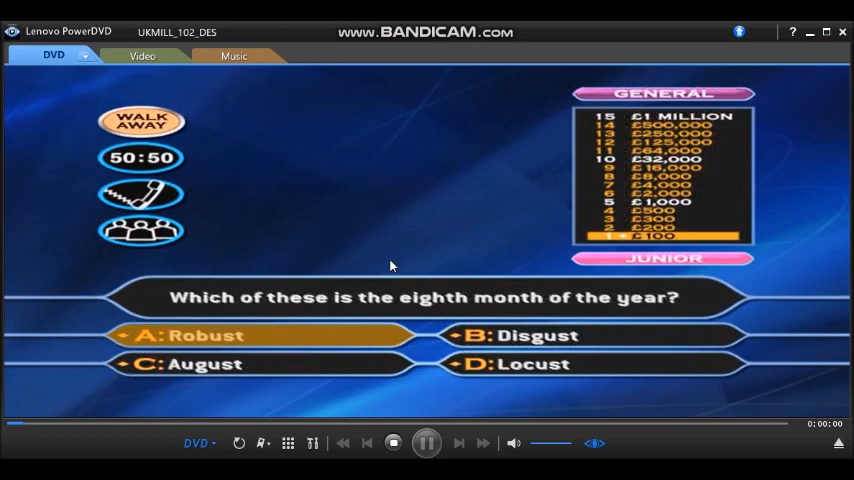 Lenovo PowerDVD
UKMILL_102_DES
www.BANDICAM.com
?
DVD
Video
Music
WALK AWAY
50:50
GENERAL
15 £1 MILLION
14 £500,000
13 £250,000
12 £125,000
11 £64,000
10 £32,000
9 £16,000
8 £8,000
7 £4,000
6 £2,000
5 £1,000
4 £500
3 £300
2 £200
1 £100
JUNIOR
Which of these is the eighth month of the year?
A: Robust
B: Disgust
C: August
D: Locust
0:00:00
DVD